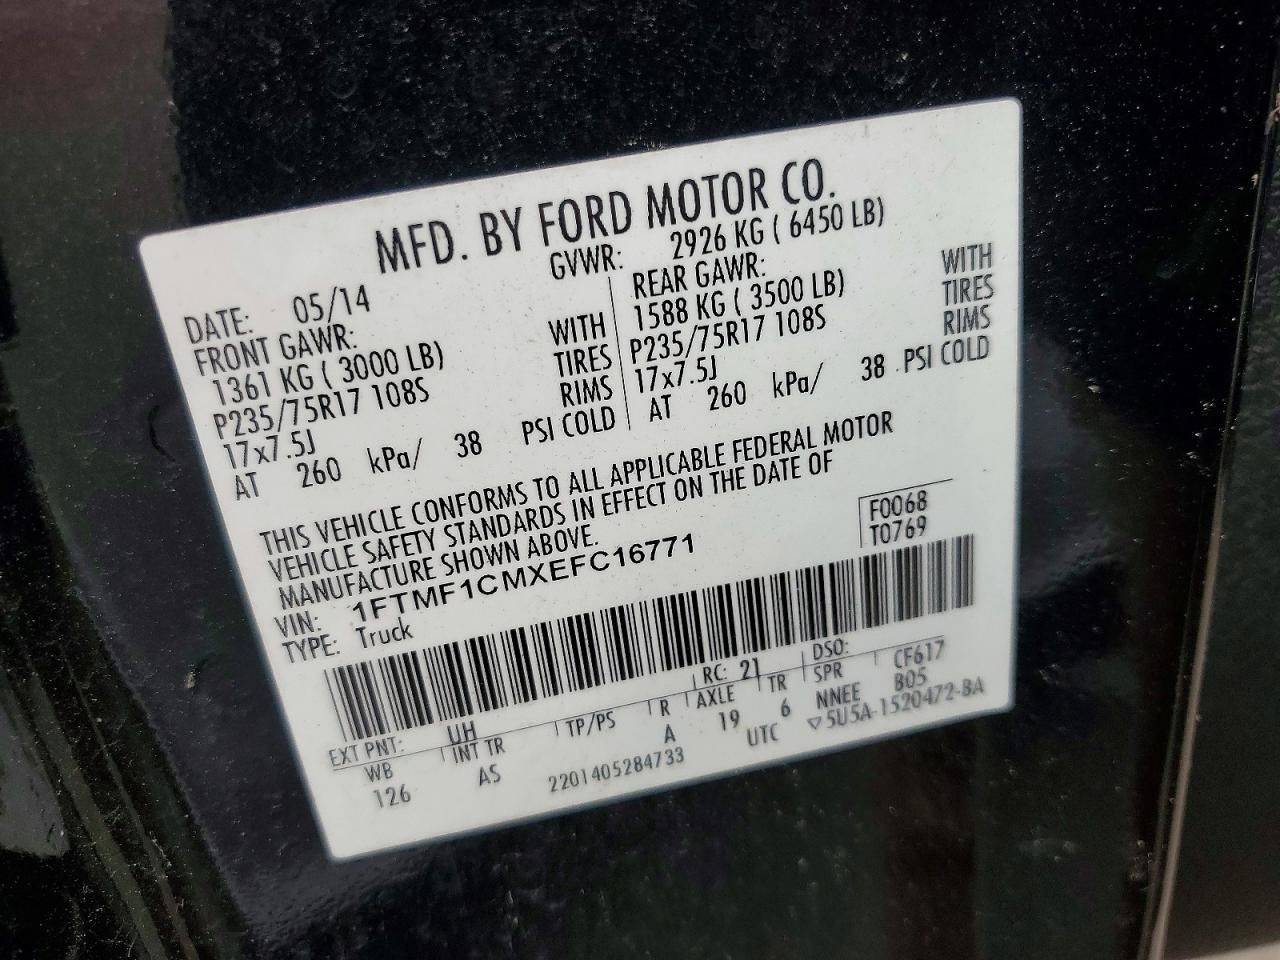 MFD. BY FORD MOTOR CO.
DATE: 05/14 GVWR: 2926 KG ( 6450 LB)
FRONT GAWR: REAR GAWR:
1361 KG ( 3000 LB) WITH 1588 KG ( 3500 LB) WITH
P235/75R17 108S TIRES P235/75R17 108S TIRES
17x7.5J RIMS 17x7.5J RIMS
AT 260 kPa/ 38 PSI COLD AT 260 kPa/ 38 PSI COLD
THIS VEHICLE CONFORMS TO ALL APPLICABLE FEDERAL MOTOR
VEHICLE SAFETY STANDARDS IN EFFECT ON THE DATE OF
MANUFACTURE SHOWN ABOVE.
F0068
VIN: 1FTMF1CMXEFC16771 T0769
TYPE: Truck
EXT PNT: UH RC: 21 DSO: CF617
WB INT TR TP/PS R AXLE TR SPR B05
126 AS A 19 6 NNEE
2201405284733 UTC ▽5U5A-1520472-BA